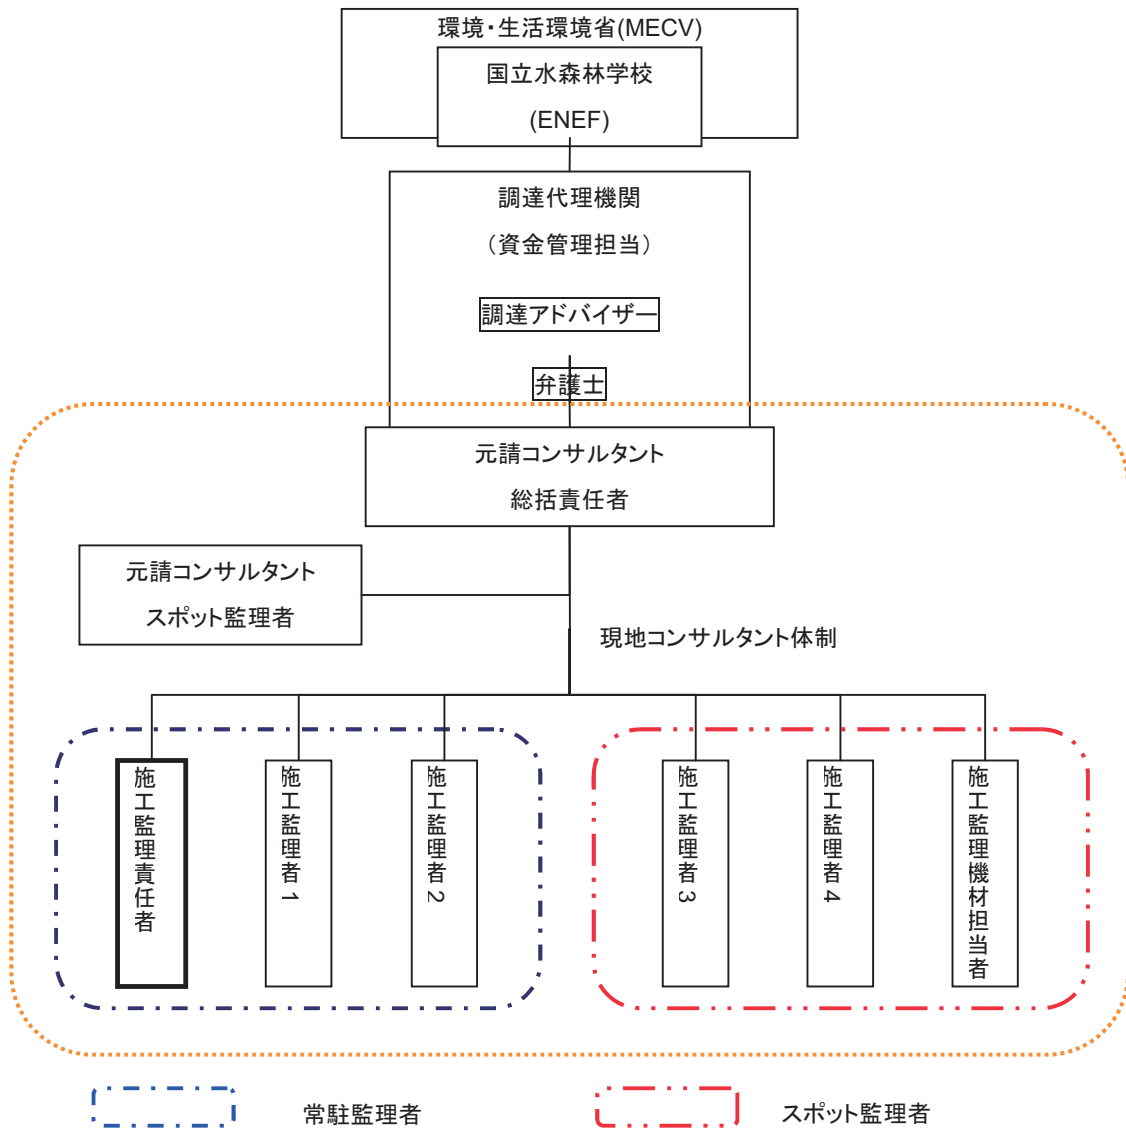 環境・生活環境省(MECV)
国立水森林学校
(ENEF)
調達代理機関
（資金管理担当）
調達アドバイザー
弁護士
元請コンサルタント
総括責任者
元請コンサルタント
スポット監理者
現地コンサルタント体制
施工監理責任者
施工監理者1
施工監理者2
施工監理者3
施工監理者4
施工監理機材担当者
常駐監理者
スポット監理者